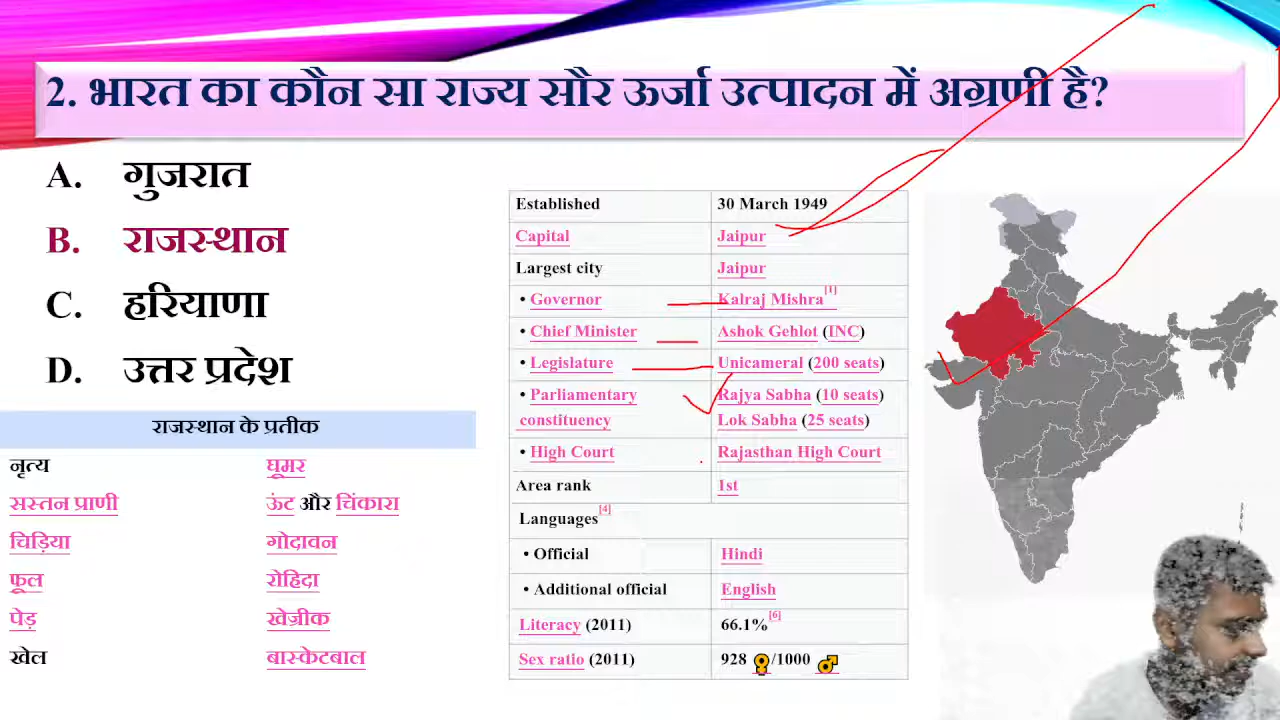 2. भारत का कौन सा राज्य सौर ऊर्जा उत्पादन में अग्रणी है?
A. गुजरात
B. राजस्थान
C. हरियाणा
D. उत्तर प्रदेश
राजस्थान के प्रतीक
नृत्य घूमर
सस्तन प्राणी ऊंट और चिंकारा
चिड़िया गोदावन
फूल रोहिदा
पेड़ खेज्रीक
खेल बास्केटबाल
Established 30 March 1949
Capital Jaipur
Largest city Jaipur
• Governor Kalraj Mishra[1]
• Chief Minister Ashok Gehlot (INC)
• Legislature Unicameral (200 seats)
• Parliamentary Rajya Sabha (10 seats)
constituency Lok Sabha (25 seats)
• High Court Rajasthan High Court
Area rank 1st
Languages[4]
• Official Hindi
• Additional official English
Literacy (2011) 66.1%[6]
Sex ratio (2011) 928 ♀/1000 ♂